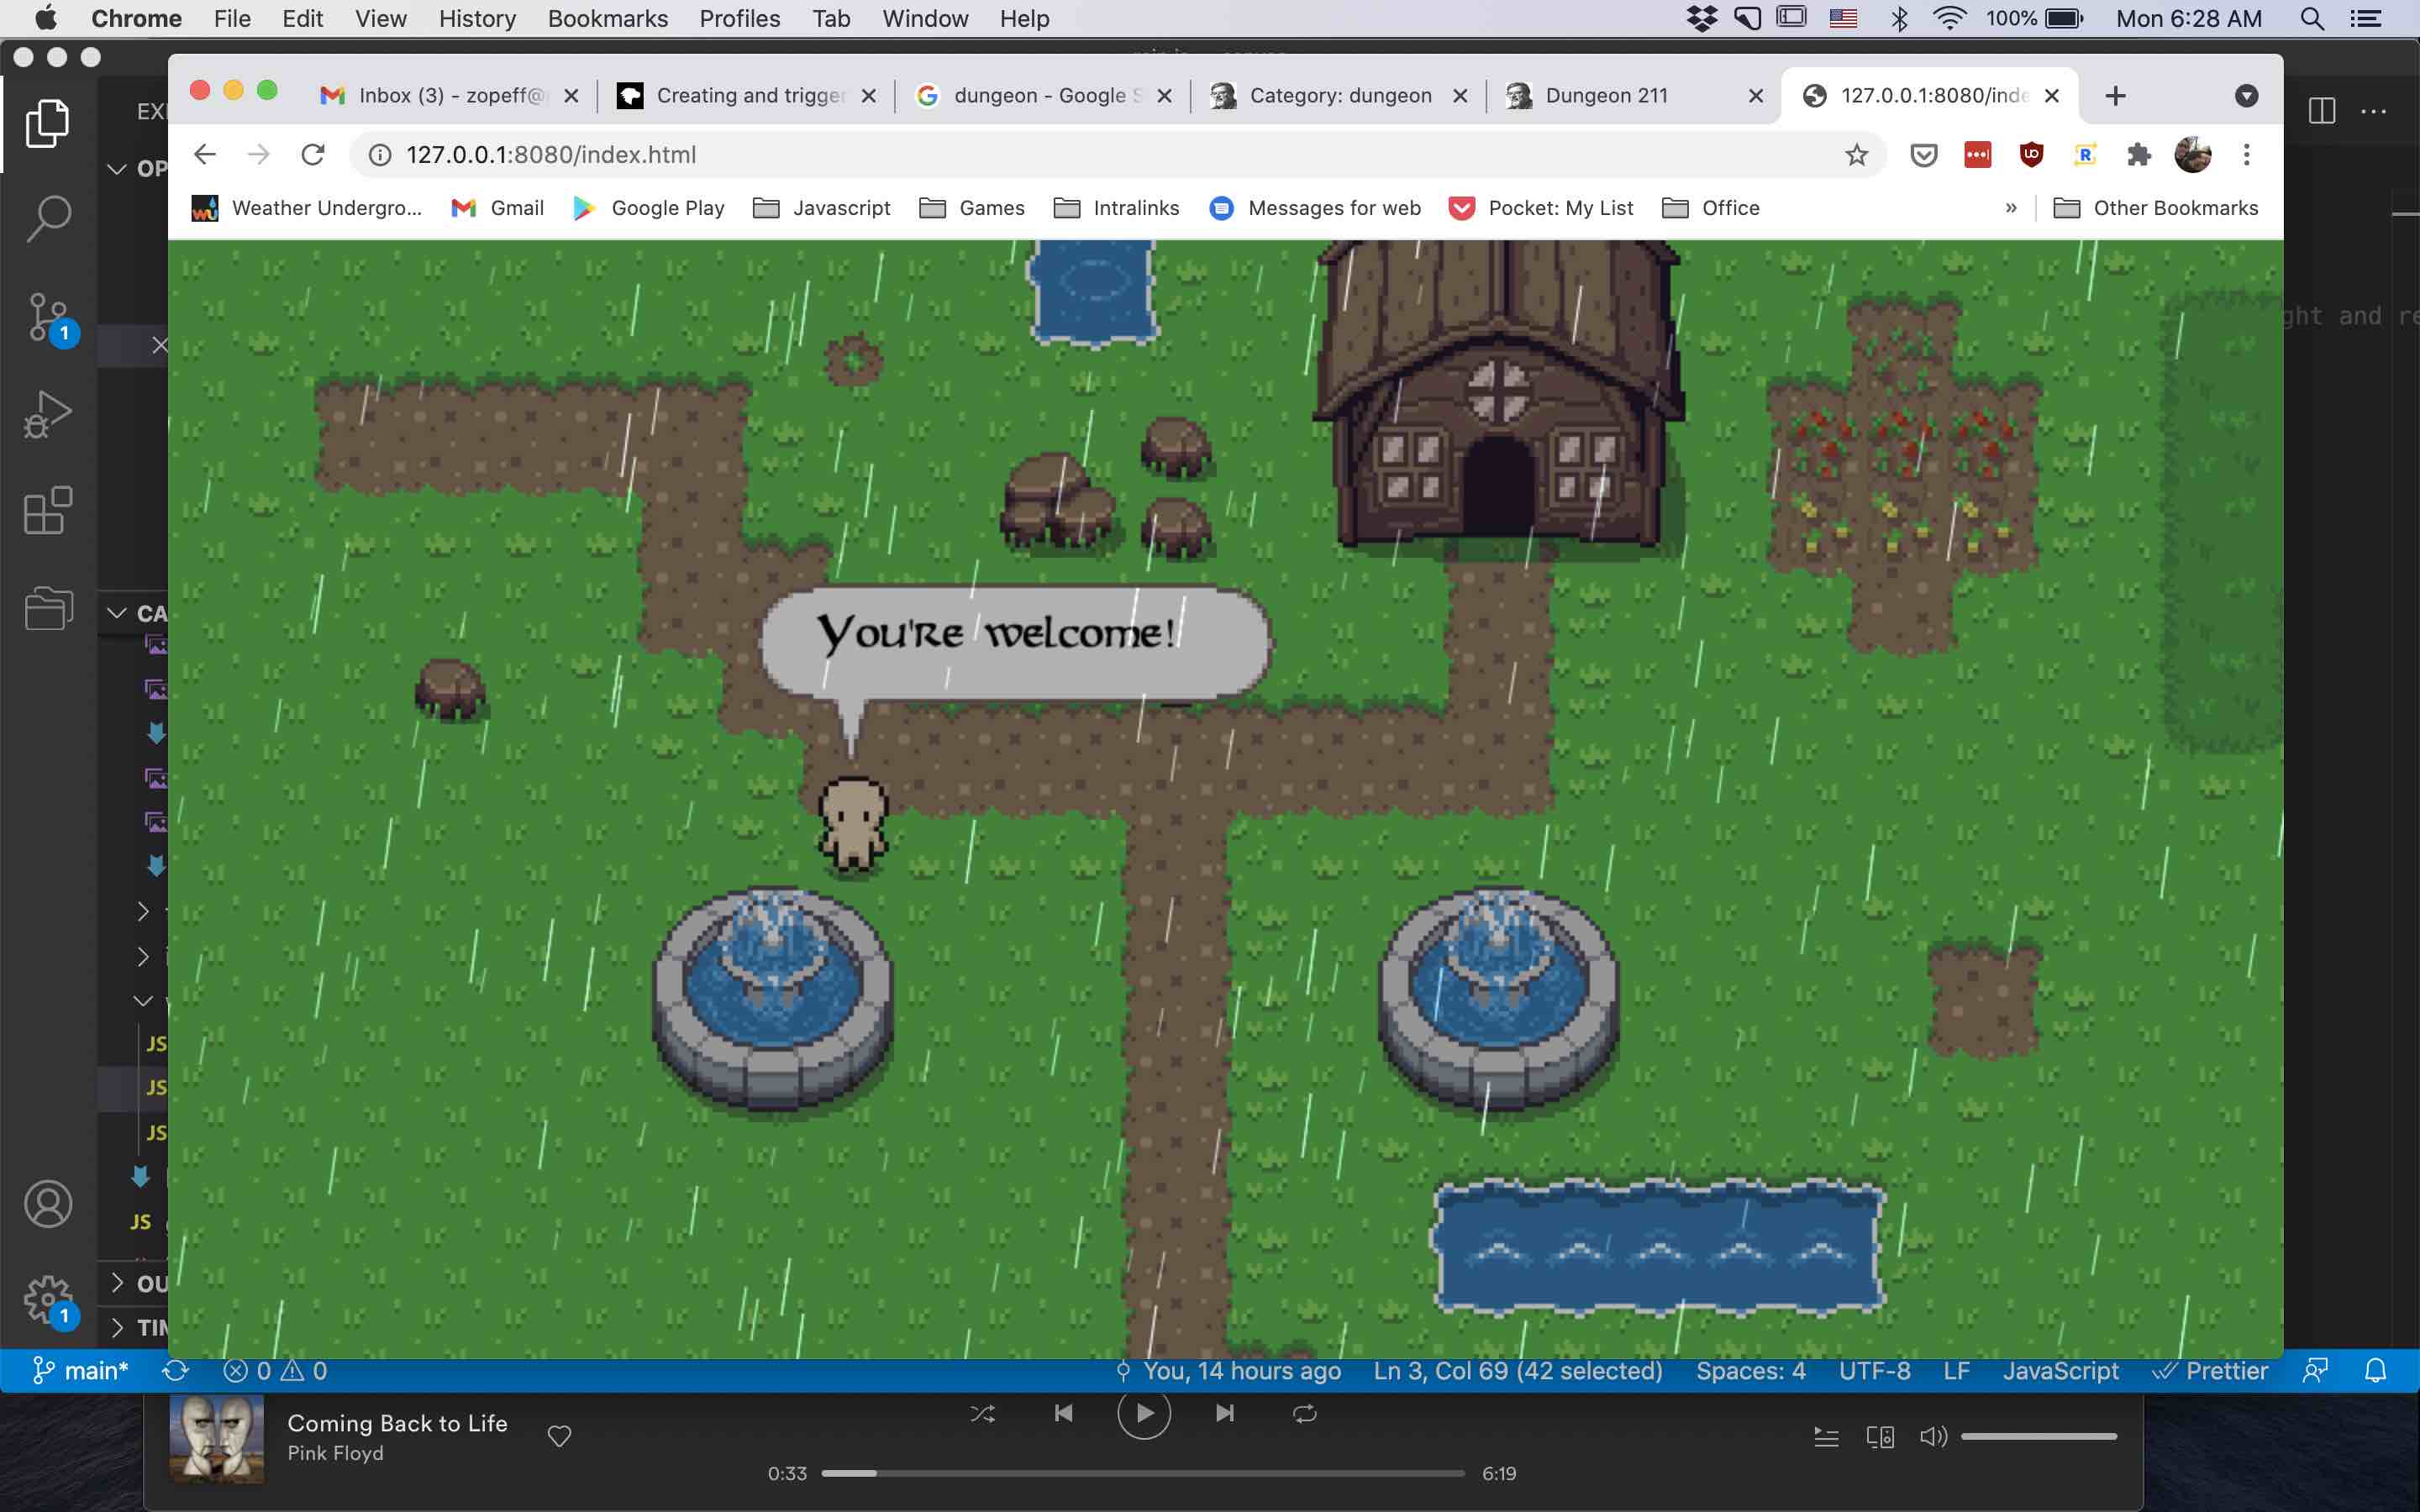 Chrome File Edit View History Bookmarks Profiles Tab Window Help 100% Mon 6:28 AM
Inbox (3) - zopeff@ Creating and trigge dungeon - Google Category: dungeon Dungeon 211 127.0.0.1:8080/inde
127.0.0.1:8080/index.html
Weather Undergro... Gmail Google Play Javascript Games Intralinks Messages for web Pocket: My List Office » Other Bookmarks
EX
OP
ght and re
1
CA
You're welcome!
JS
JS
JS
JS
OU
1
TIM
main* 0 0 You, 14 hours ago Ln 3, Col 69 (42 selected) Spaces: 4 UTF-8 LF JavaScript Prettier
Coming Back to Life
Pink Floyd
0:33 6:19